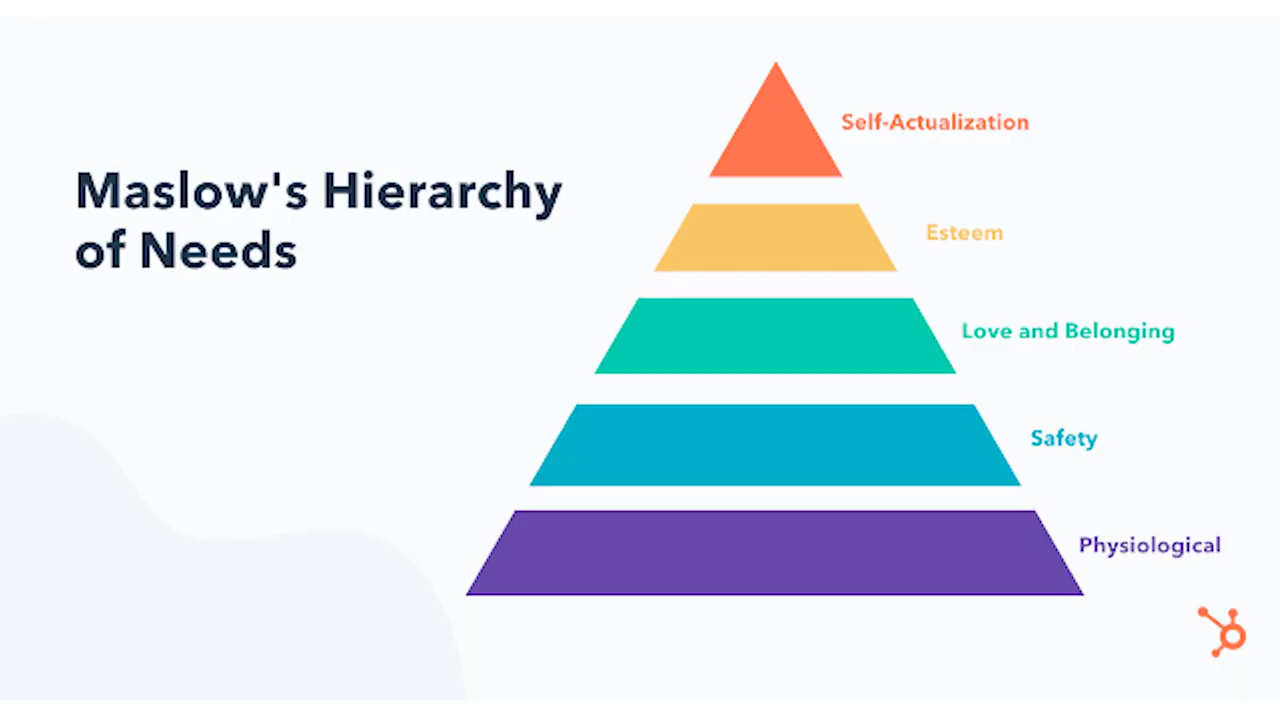 Maslow's Hierarchy
of Needs
Self-Actualization
Esteem
Love and Belonging
Safety
Physiological